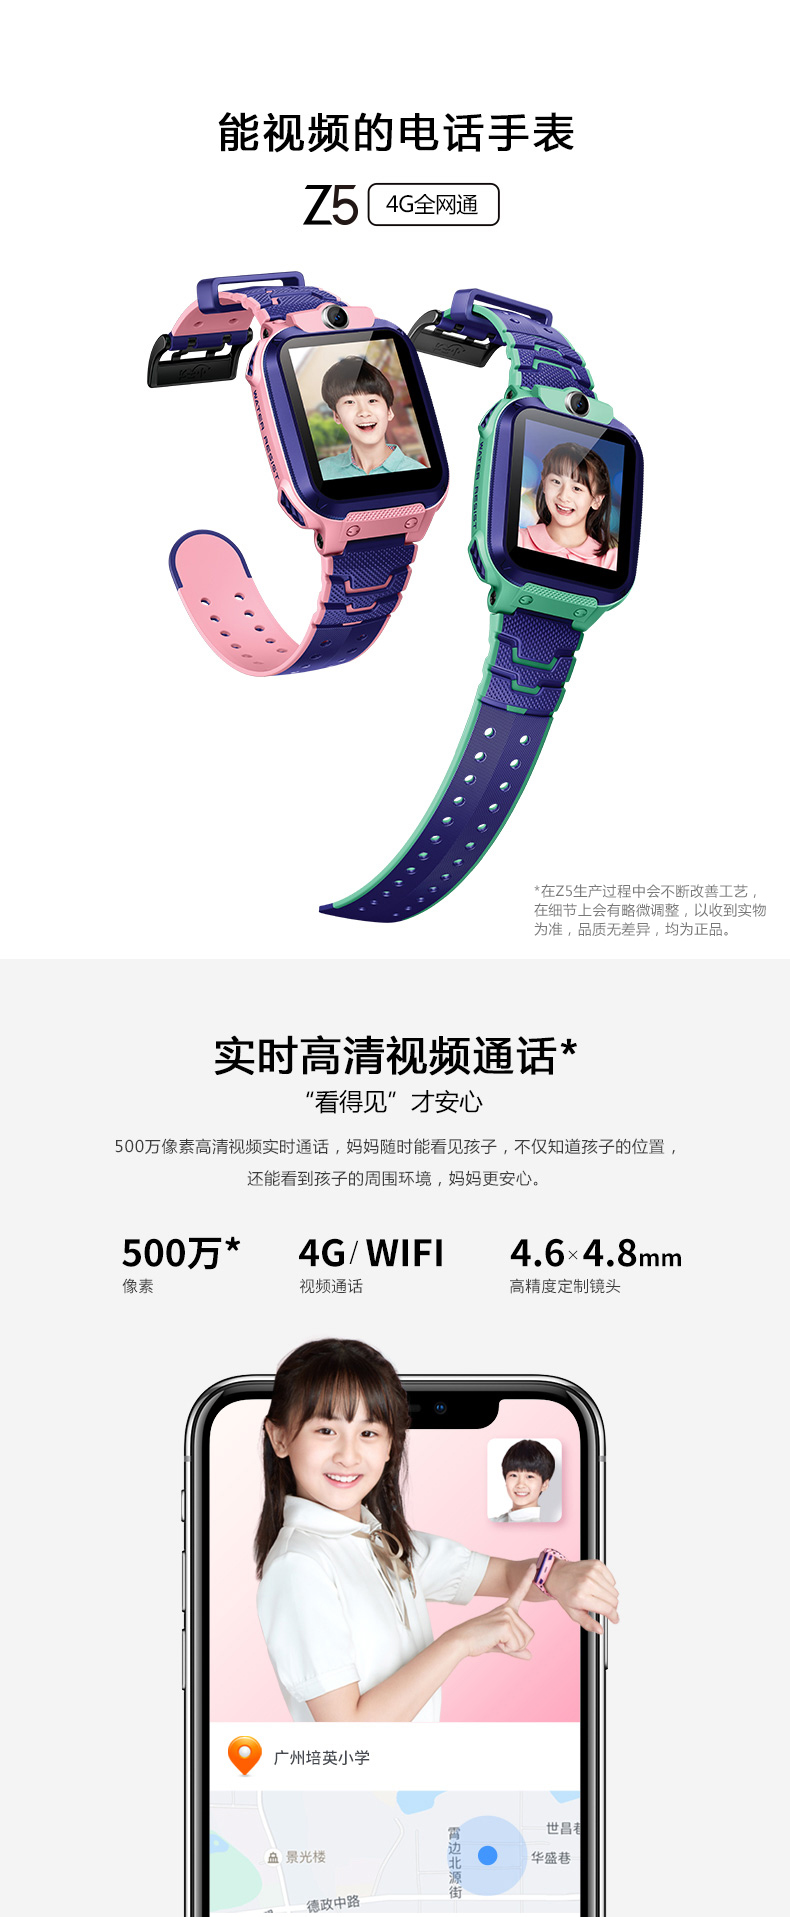 能视频的电话手表
Z5 4G全网通
WATER RESIST
WATER RESIST
*在Z5生产过程中会不断改善工艺，
在细节上会有略微调整，以收到实物
为准，品质无差异，均为正品。
实时高清视频通话*
“看得见”才安心
500万像素高清视频实时通话，妈妈随时能看见孩子，不仅知道孩子的位置，
还能看到孩子的周围环境，妈妈更安心。
500万* 4G/ WIFI 4.6×4.8mm
像素 视频通话 高精度定制镜头
广州培英小学
世昌巷
霄边北源街
景光楼
华盛巷
德政中路